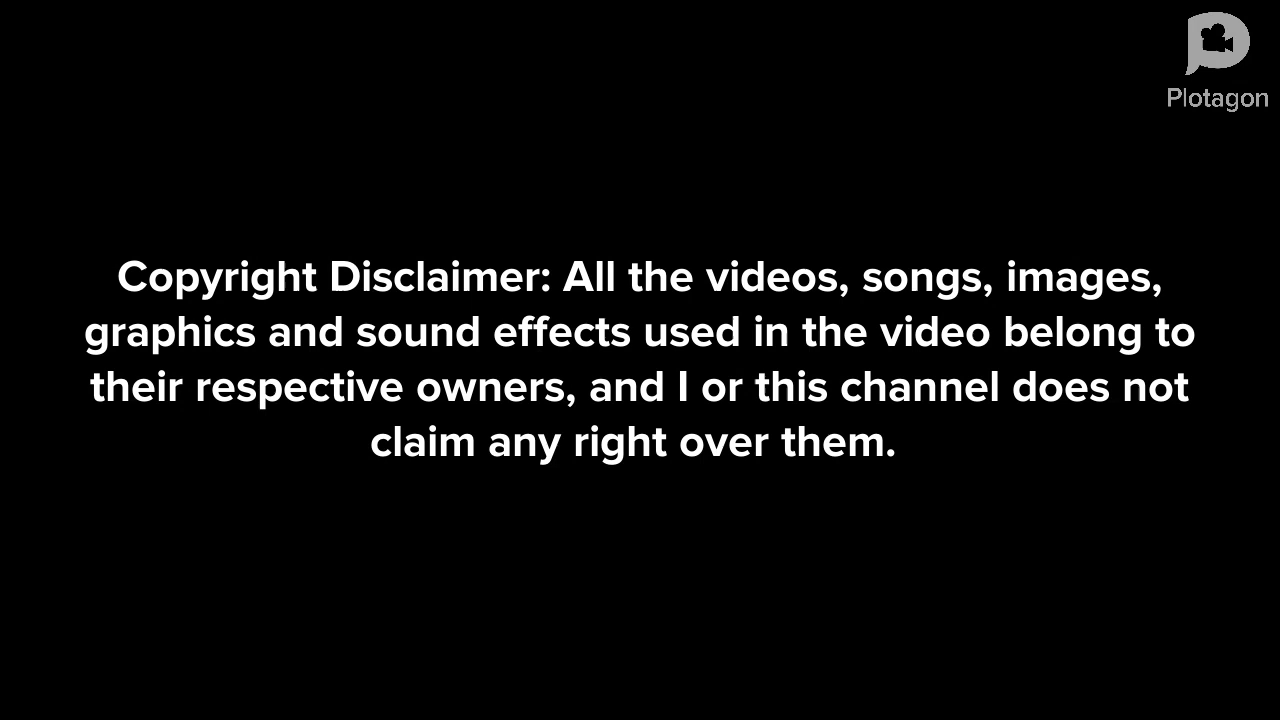 Plotagon
Copyright Disclaimer: All the videos, songs, images,
graphics and sound effects used in the video belong to
their respective owners, and I or this channel does not
claim any right over them.